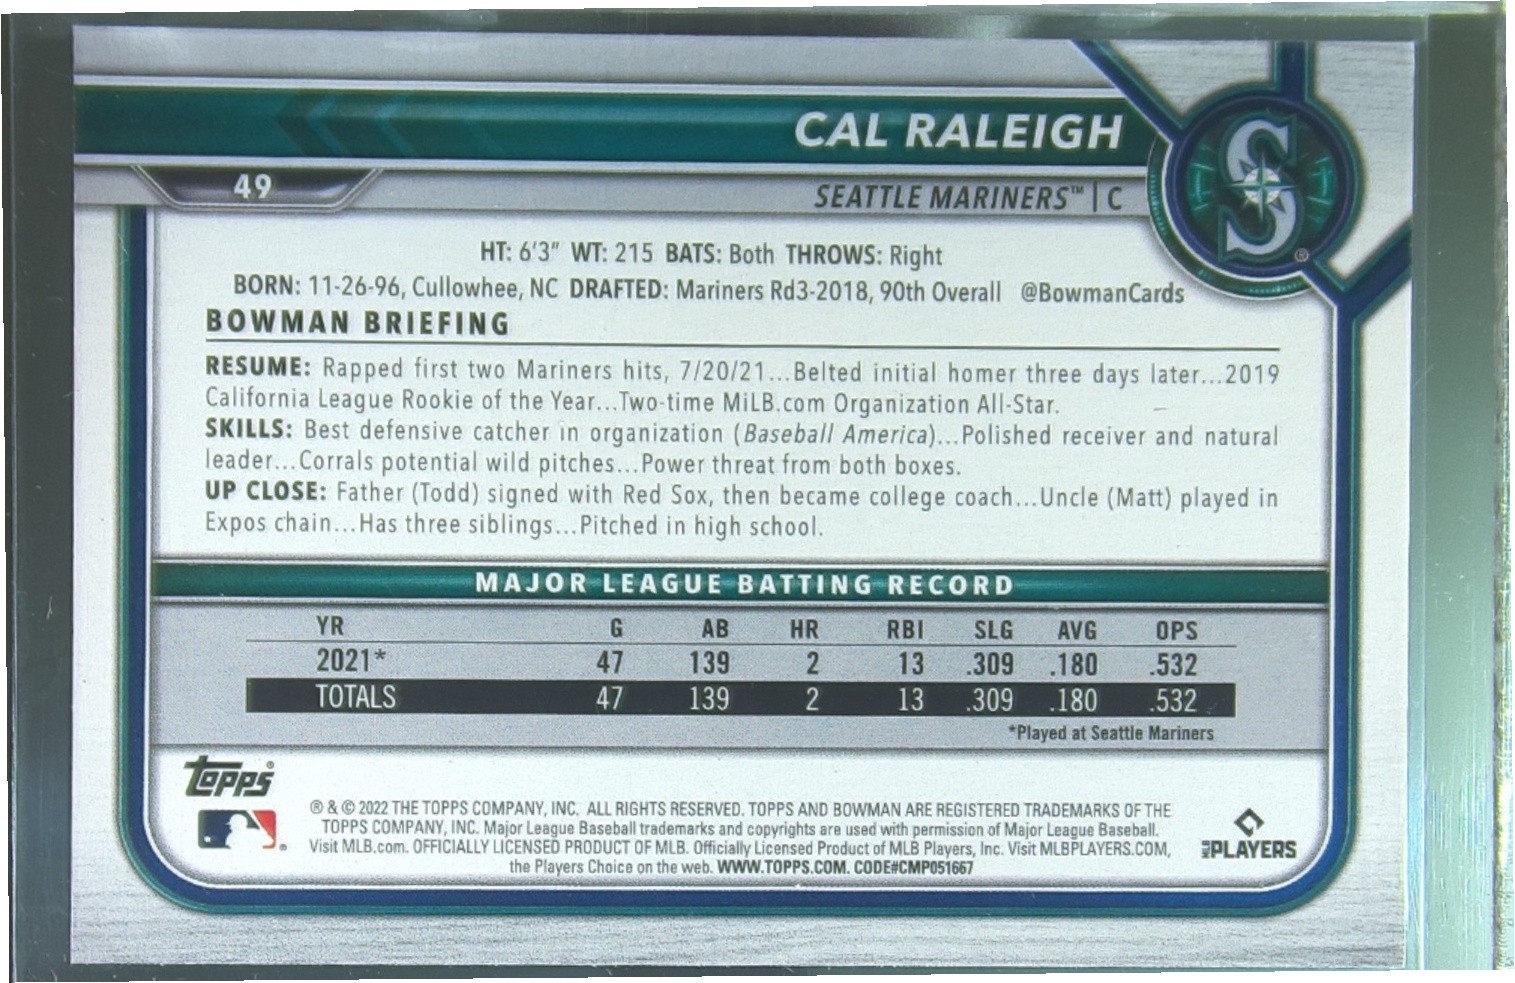 CAL RALEIGH
49
SEATTLE MARINERS™ | C
S
®
HT: 6'3" WT: 215 BATS: Both THROWS: Right
BORN: 11-26-96, Cullowhee, NC DRAFTED: Mariners Rd3-2018, 90th Overall @BowmanCards
BOWMAN BRIEFING
RESUME: Rapped first two Mariners hits, 7/20/21...Belted initial homer three days later...2019
California League Rookie of the Year...Two-time MiLB.com Organization All-Star.
SKILLS: Best defensive catcher in organization (Baseball America)...Polished receiver and natural
leader...Corrals potential wild pitches...Power threat from both boxes.
UP CLOSE: Father (Todd) signed with Red Sox, then became college coach...Uncle (Matt) played in
Expos chain...Has three siblings...Pitched in high school.
MAJOR LEAGUE BATTING RECORD
YR G AB HR RBI SLG AVG OPS
2021* 47 139 2 13 .309 .180 .532
TOTALS 47 139 2 13 .309 .180 .532
*Played at Seattle Mariners
Topps®
® & © 2022 THE TOPPS COMPANY, INC. ALL RIGHTS RESERVED. TOPPS AND BOWMAN ARE REGISTERED TRADEMARKS OF THE
TOPPS COMPANY, INC. Major League Baseball trademarks and copyrights are used with permission of Major League Baseball.
Visit MLB.com. OFFICIALLY LICENSED PRODUCT OF MLB. Officially Licensed Product of MLB Players, Inc. Visit MLBPLAYERS.COM,
the Players Choice on the web. WWW.TOPPS.COM. CODE#CMP051667
MLB PLAYERS